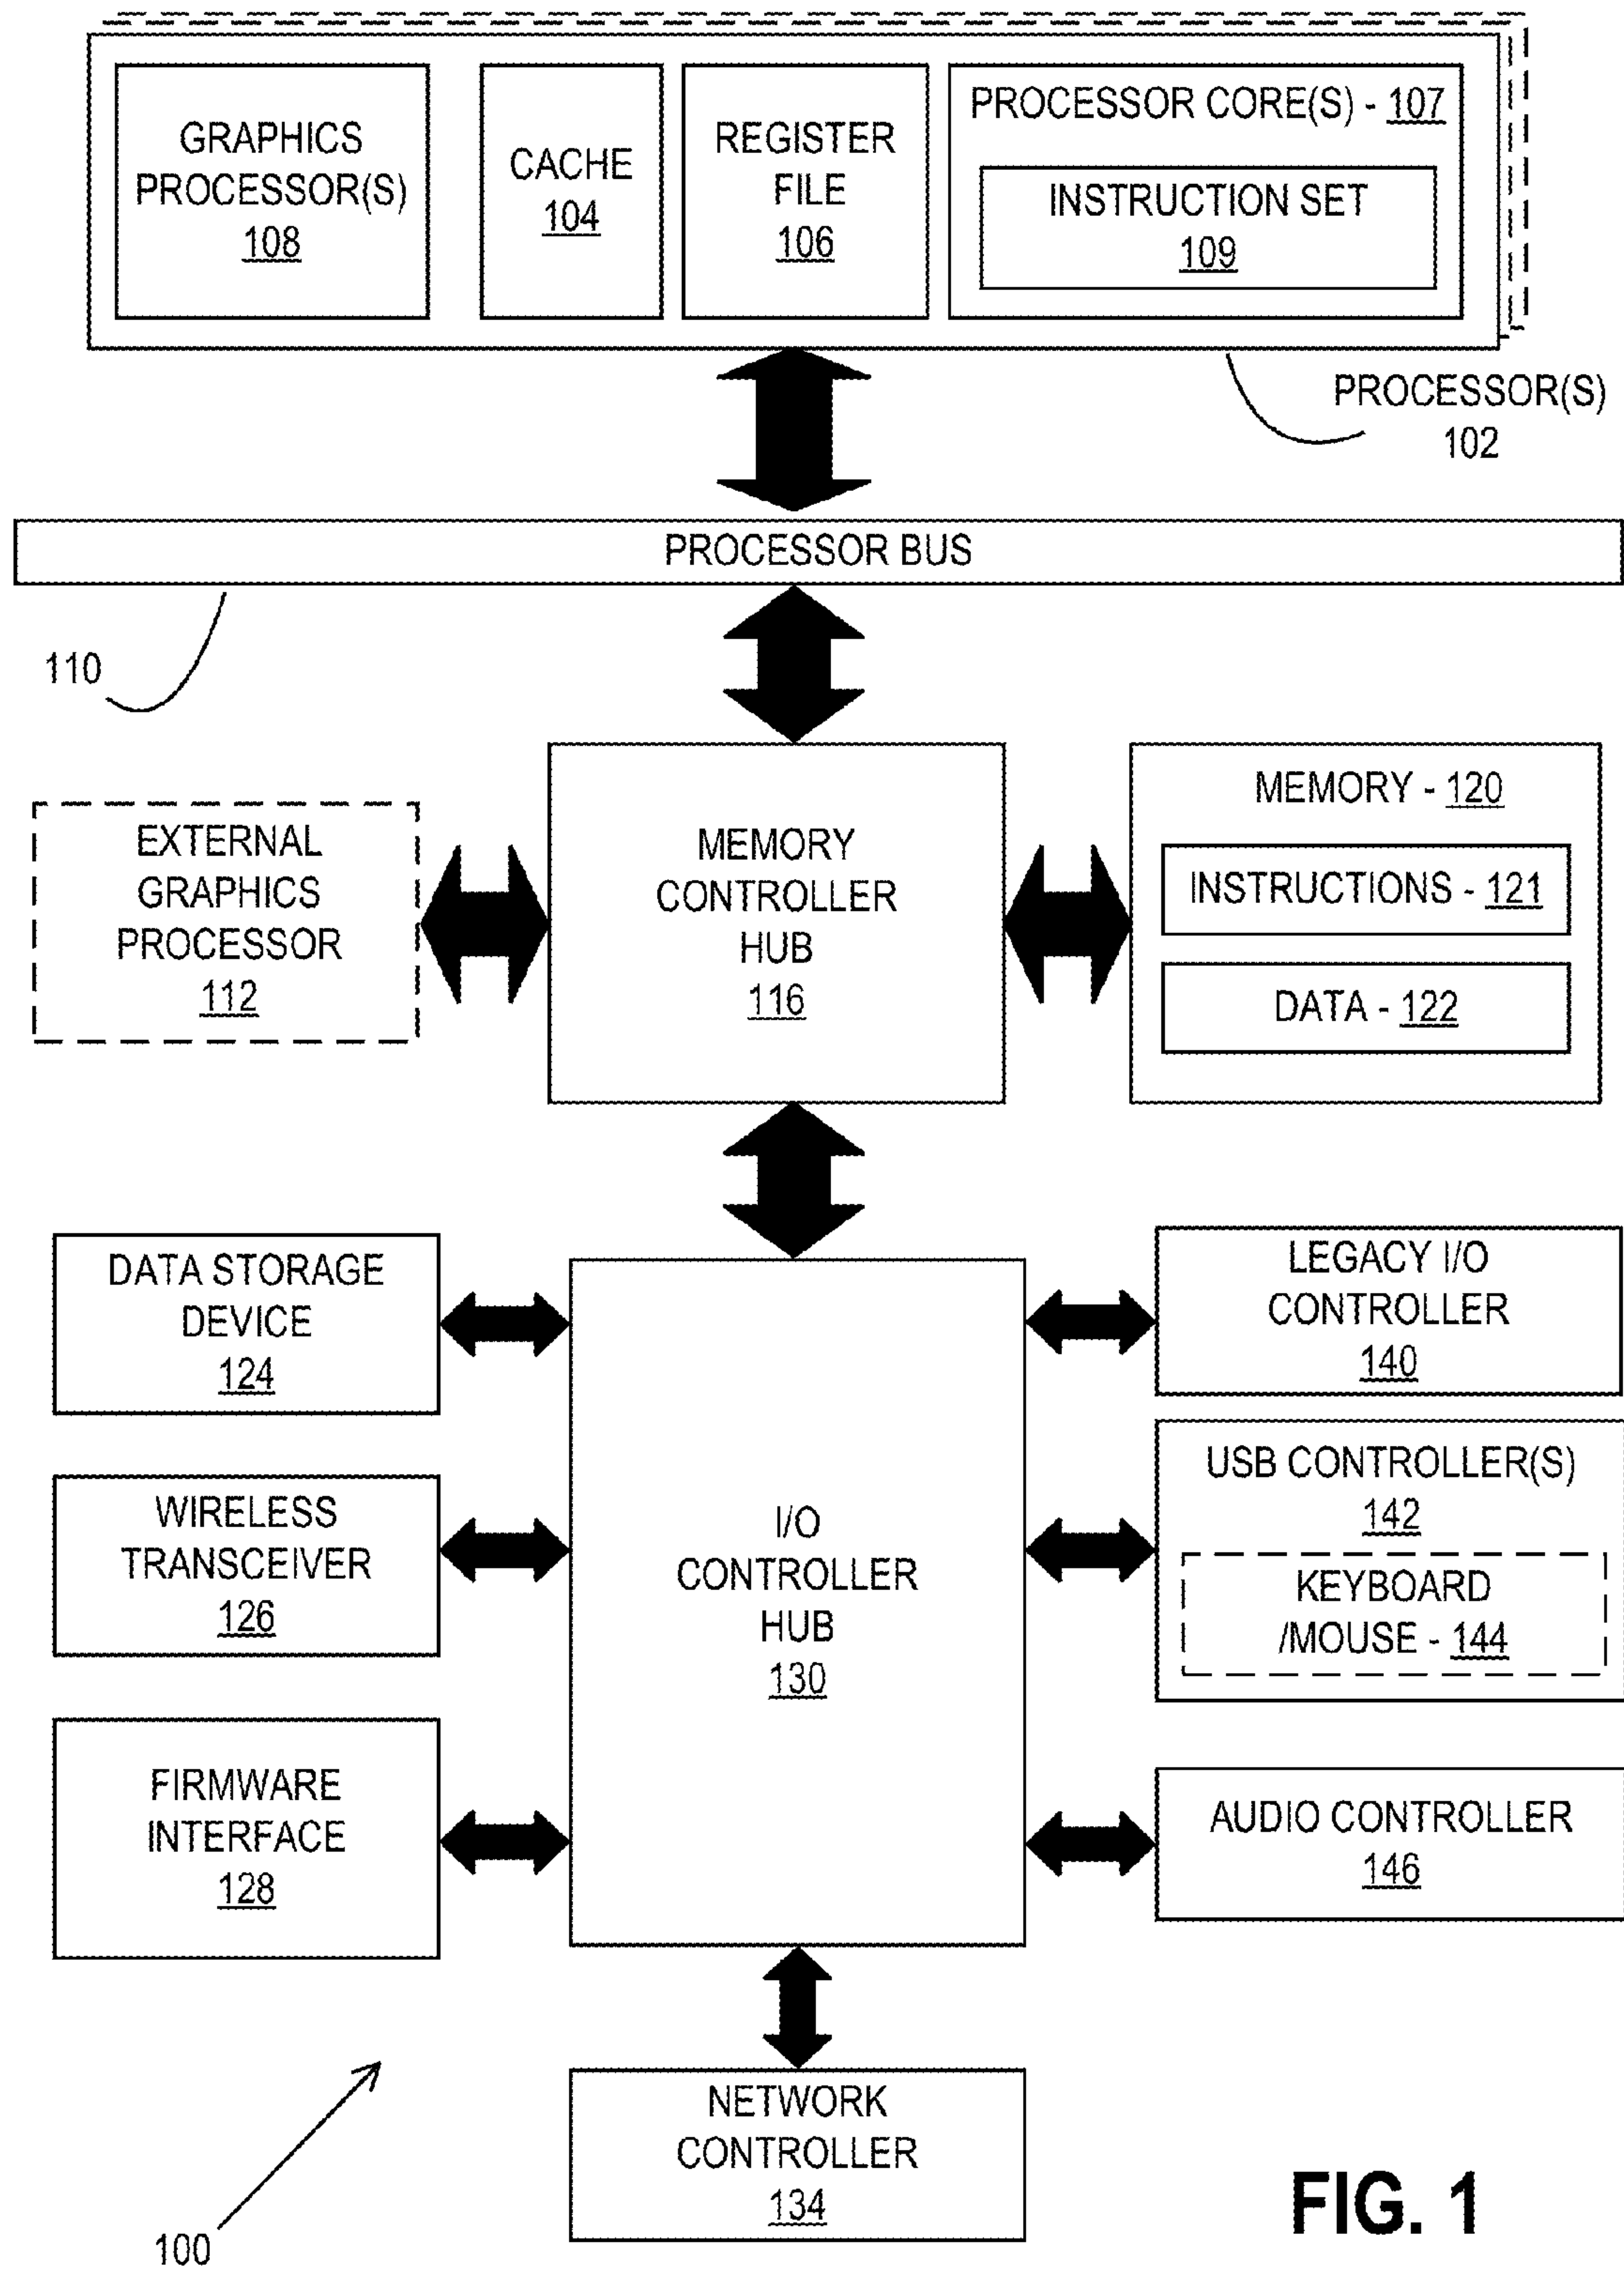 GRAPHICS
PROCESSOR(S)
108
CACHE
104
REGISTER
FILE
106
PROCESSOR CORE(S) - 107
INSTRUCTION SET
109
PROCESSOR(S)
102
PROCESSOR BUS
110
EXTERNAL
GRAPHICS
PROCESSOR
112
MEMORY
CONTROLLER
HUB
116
MEMORY - 120
INSTRUCTIONS - 121
DATA - 122
DATA STORAGE
DEVICE
124
WIRELESS
TRANSCEIVER
126
FIRMWARE
INTERFACE
128
I/O
CONTROLLER
HUB
130
LEGACY I/O
CONTROLLER
140
USB CONTROLLER(S)
142
KEYBOARD
/MOUSE - 144
AUDIO CONTROLLER
146
NETWORK
CONTROLLER
134
100
FIG. 1